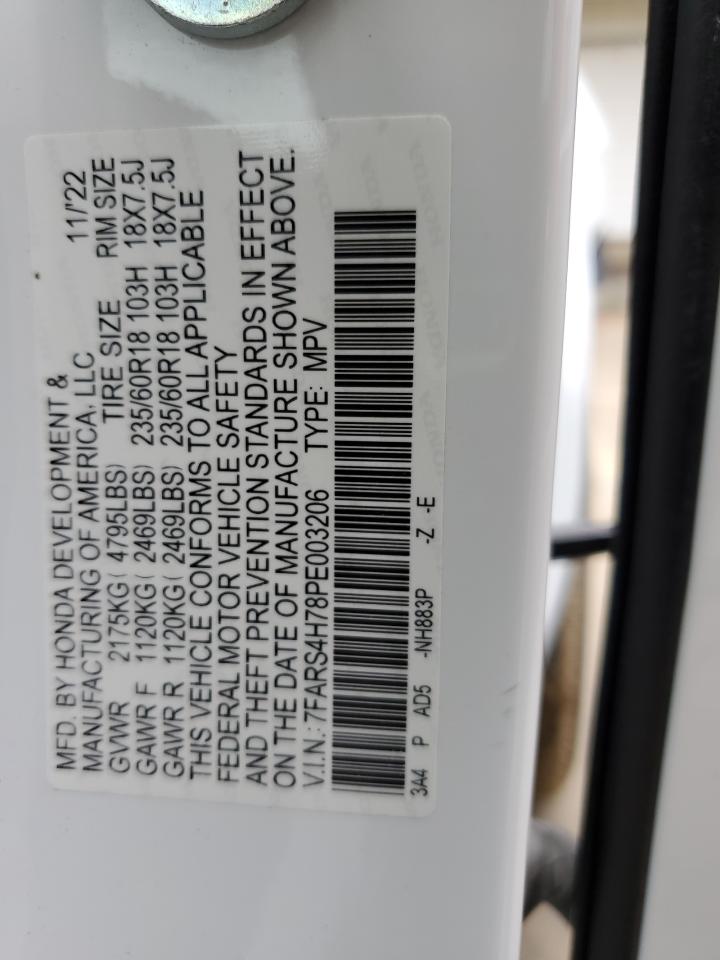 MFD. BY HONDA DEVELOPMENT &
MANUFACTURING OF AMERICA, LLC 11/'22
GVWR 2175KG( 4795LBS) TIRE SIZE RIM SIZE
GAWR F 1120KG( 2469LBS) 235/60R18 103H 18X7.5J
GAWR R 1120KG( 2469LBS) 235/60R18 103H 18X7.5J
THIS VEHICLE CONFORMS TO ALL APPLICABLE
FEDERAL MOTOR VEHICLE SAFETY
AND THEFT PREVENTION STANDARDS IN EFFECT
ON THE DATE OF MANUFACTURE SHOWN ABOVE.
V.I.N.: 7FARS4H78PE003206 TYPE: MPV
3A4 P AD5 -NH883P -Z -E